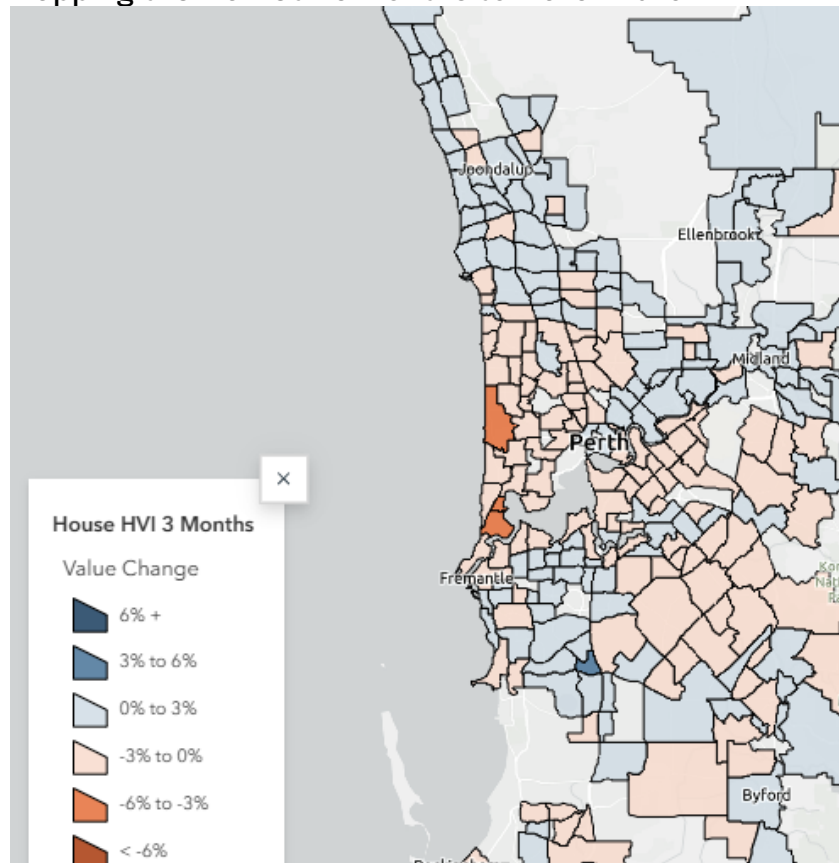 Joondalup
Ellenbrook
Midland
Perth
Fremantle
Byford
×
House HVI 3 Months
Value Change
6% +
3% to 6%
0% to 3%
-3% to 0%
-6% to -3%
< -6%